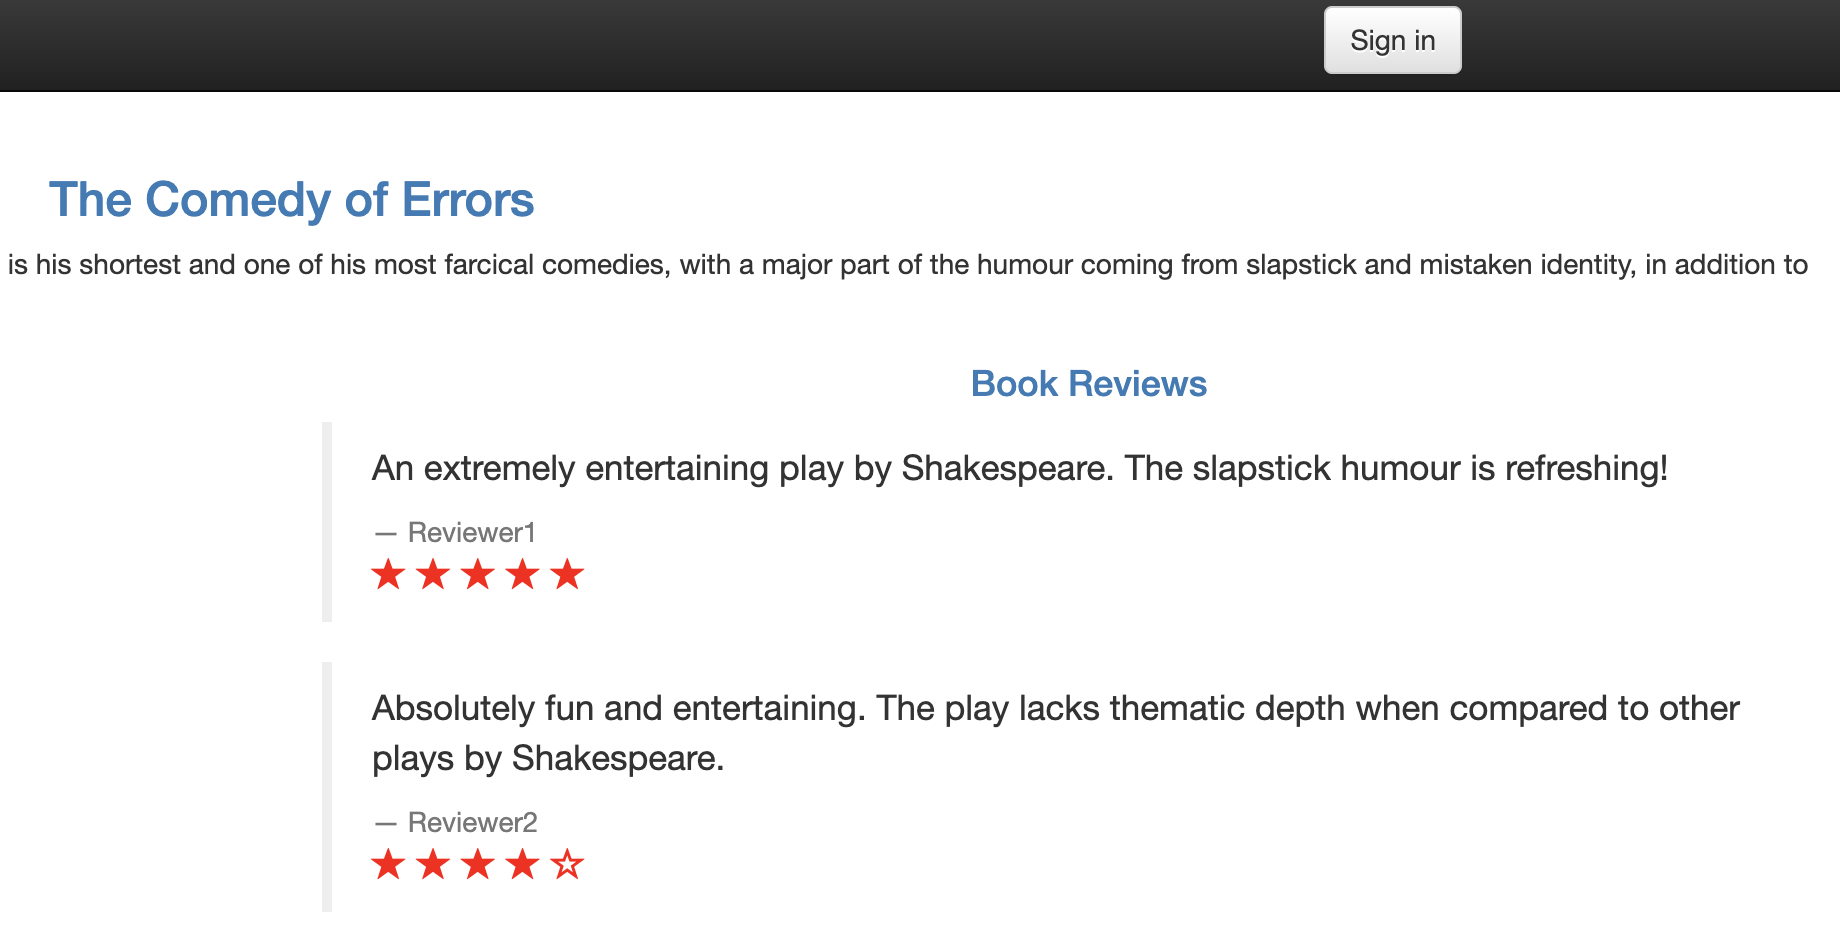 Sign in
The Comedy of Errors
is his shortest and one of his most farcical comedies, with a major part of the humour coming from slapstick and mistaken identity, in addition to
Book Reviews
An extremely entertaining play by Shakespeare. The slapstick humour is refreshing!
— Reviewer1
Absolutely fun and entertaining. The play lacks thematic depth when compared to other
plays by Shakespeare.
— Reviewer2